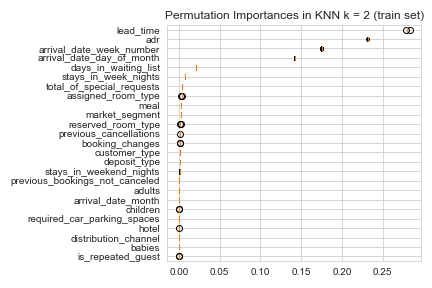 Permutation Importances in KNN k = 2 (train set)
lead_time
adr
arrival_date_week_number
arrival_date_day_of_month
days_in_waiting_list
stays_in_week_nights
total_of_special_requests
assigned_room_type
meal
market_segment
reserved_room_type
previous_cancellations
booking_changes
customer_type
deposit_type
stays_in_weekend_nights
previous_bookings_not_canceled
adults
arrival_date_month
children
required_car_parking_spaces
hotel
distribution_channel
babies
is_repeated_guest
0.00 0.05 0.10 0.15 0.20 0.25